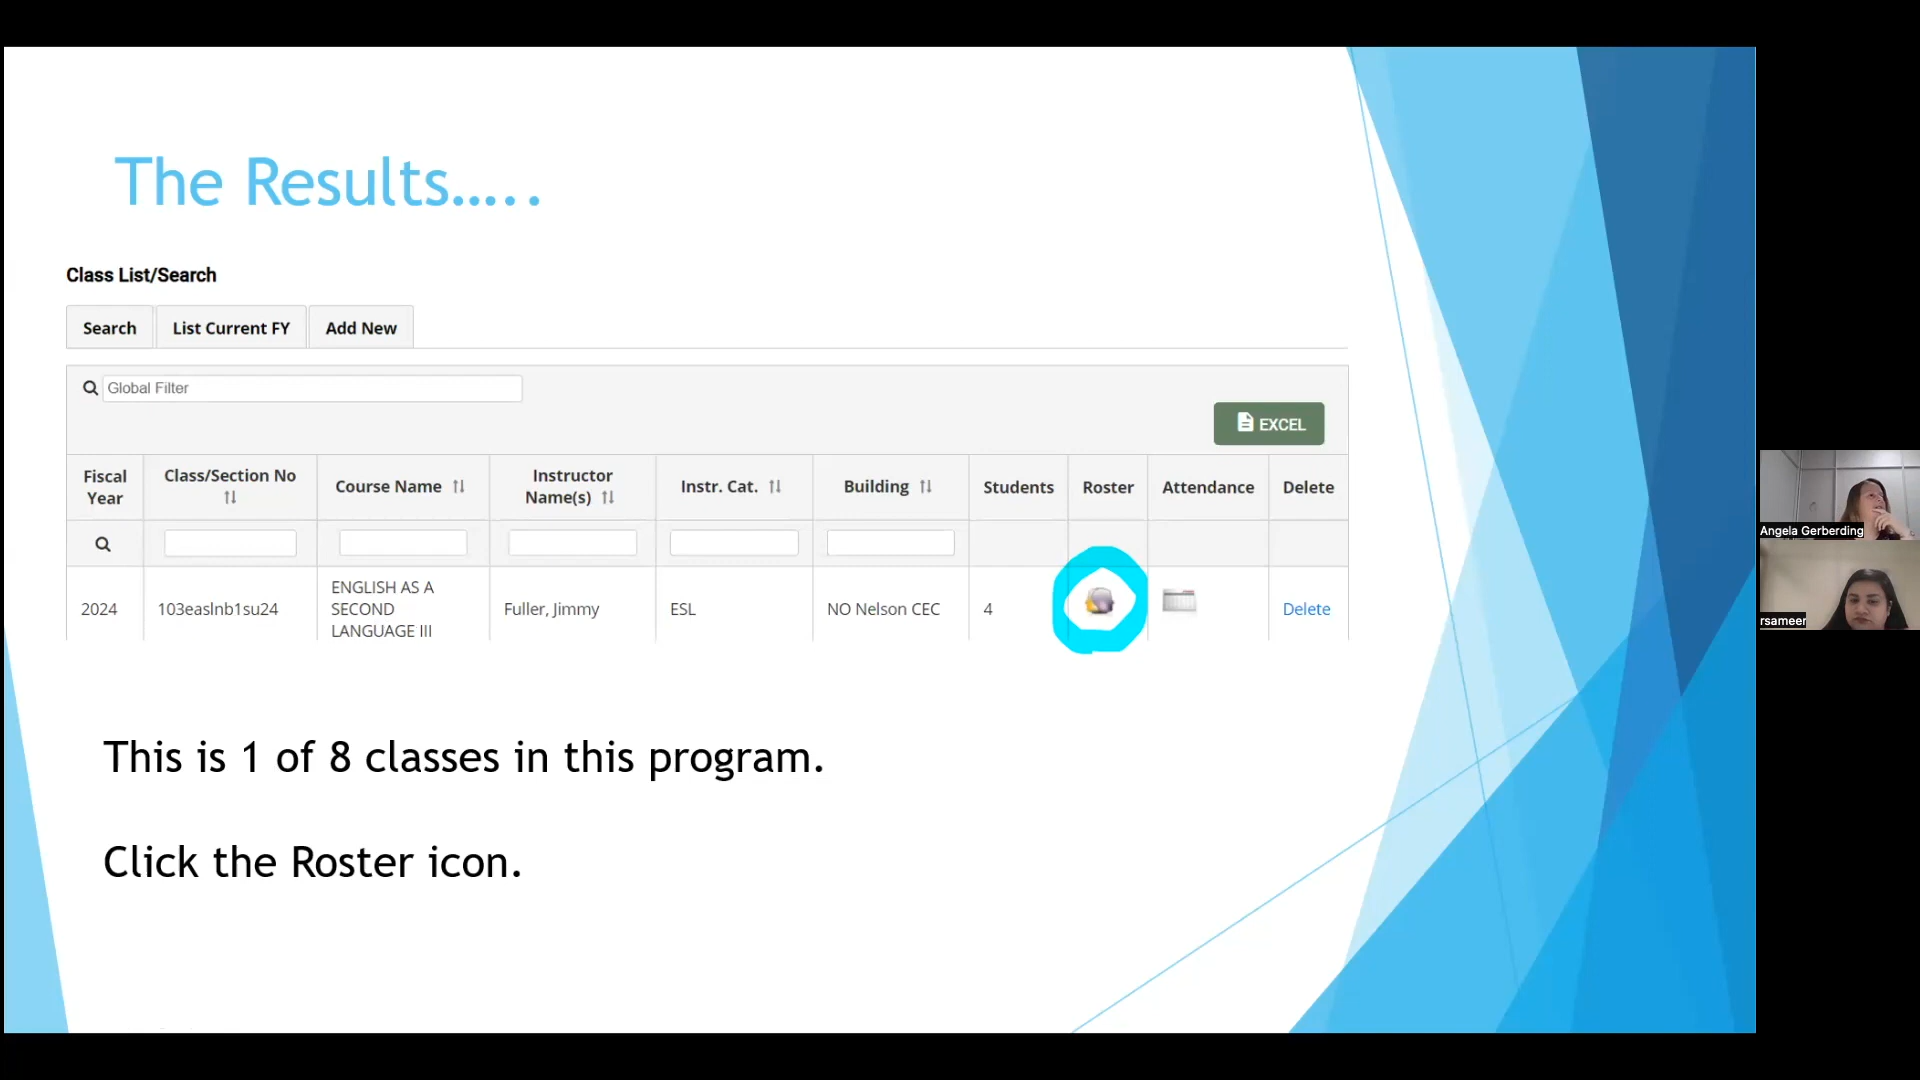 The Results.....
Class List/Search
Search
List Current FY
Add New
Global Filter
EXCEL
Fiscal Year
Class/Section No
Course Name
Instructor Name(s)
Instr. Cat.
Building
Students
Roster
Attendance
Delete
2024
103easlnb1su24
ENGLISH AS A
SECOND
LANGUAGE III
Fuller, Jimmy
ESL
NO Nelson CEC
4
Delete
This is 1 of 8 classes in this program.
Click the Roster icon.
Angela Gerberding
rsameer